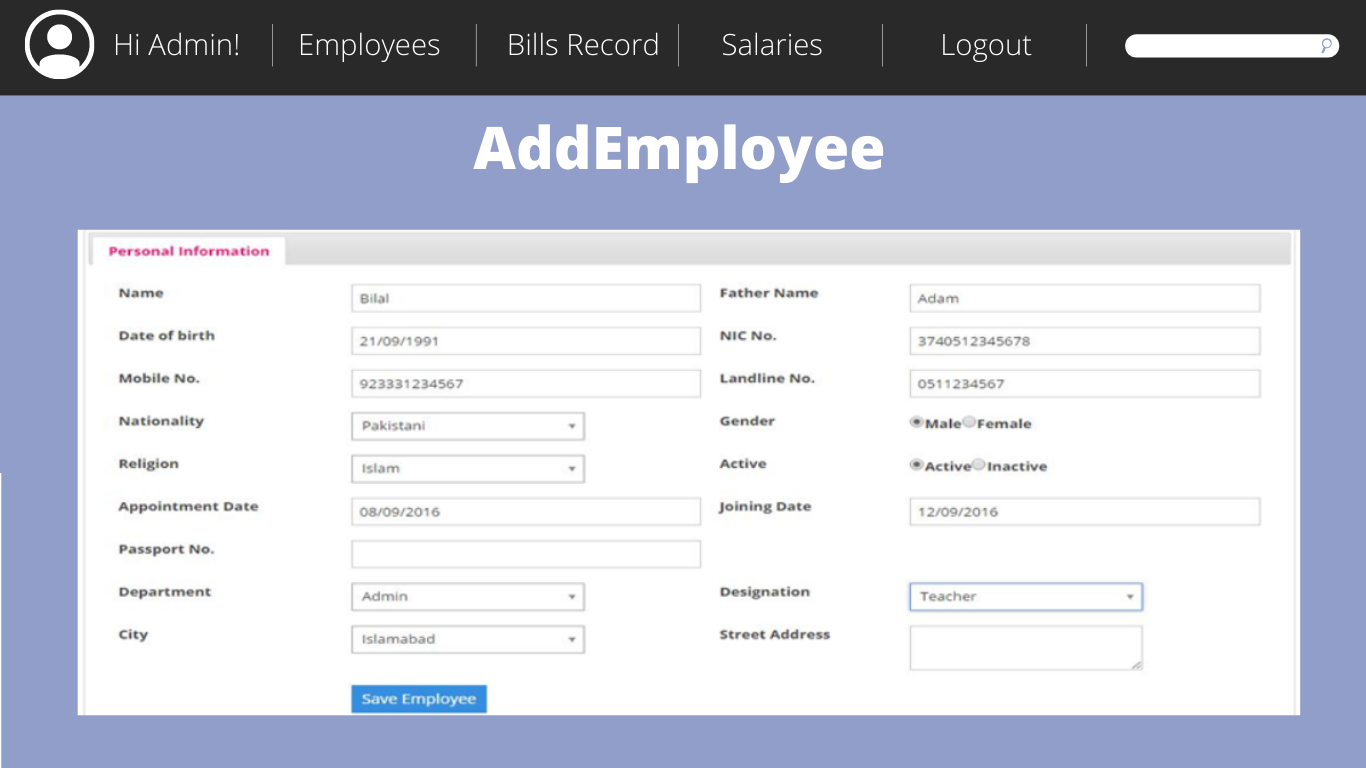 Hi Admin! Employees Bills Record Salaries Logout
AddEmployee
Personal Information
Name Bilal Father Name Adam
Date of birth 21/09/1991 NIC No. 3740512345678
Mobile No. 923331234567 Landline No. 0511234567
Nationality Pakistani Gender Male Female
Religion Islam Active Active Inactive
Appointment Date 08/09/2016 Joining Date 12/09/2016
Passport No.
Department Admin Designation Teacher
City Islamabad Street Address
Save Employee